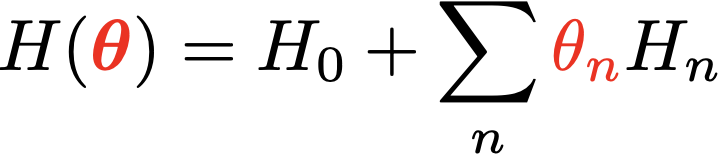 H(θ) = H₀ + ∑ₙ θₙHₙ